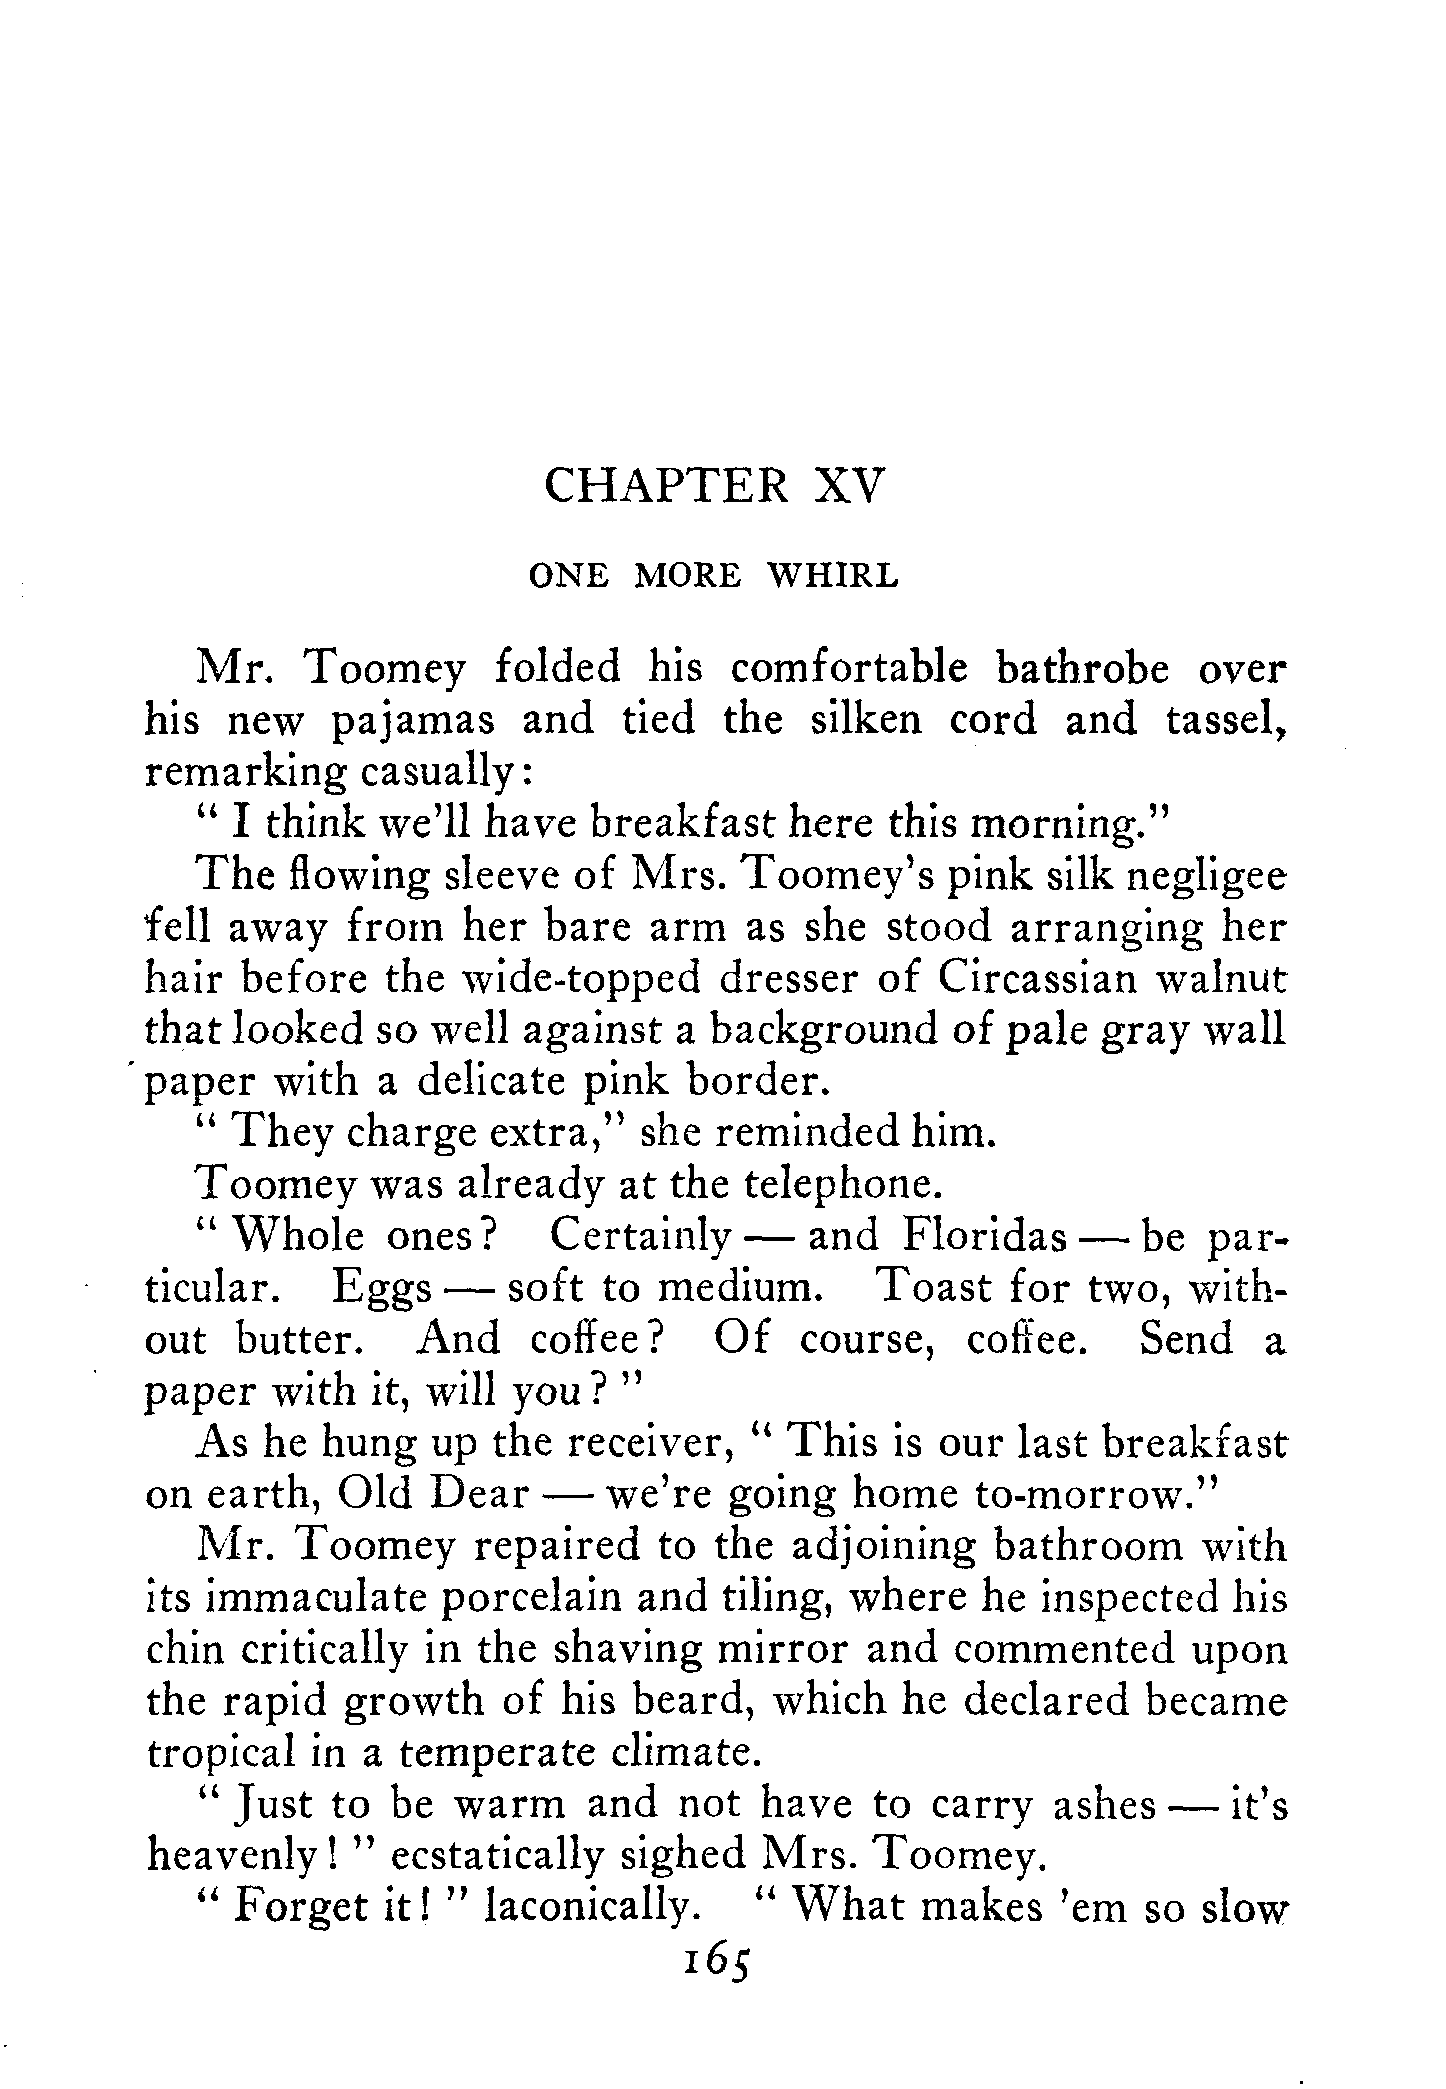 CHAPTER XV
ONE MORE WHIRL
Mr. Toomey folded his comfortable bathrobe over
his new pajamas and tied the silken cord and tassel,
remarking casually:
" I think we'll have breakfast here this morning."
The flowing sleeve of Mrs. Toomey's pink silk negligee
fell away from her bare arm as she stood arranging her
hair before the wide-topped dresser of Circassian walnut
that looked so well against a background of pale gray wall
paper with a delicate pink border.
" They charge extra," she reminded him.
Toomey was already at the telephone.
" Whole ones? Certainly — and Floridas — be par-
ticular. Eggs — soft to medium. Toast for two, with-
out butter. And coffee? Of course, coffee. Send a
paper with it, will you? "
As he hung up the receiver, " This is our last breakfast
on earth, Old Dear — we're going home to-morrow."
Mr. Toomey repaired to the adjoining bathroom with
its immaculate porcelain and tiling, where he inspected his
chin critically in the shaving mirror and commented upon
the rapid growth of his beard, which he declared became
tropical in a temperate climate.
" Just to be warm and not have to carry ashes — it's
heavenly! " ecstatically sighed Mrs. Toomey.
" Forget it! " laconically. " What makes 'em so slow
165